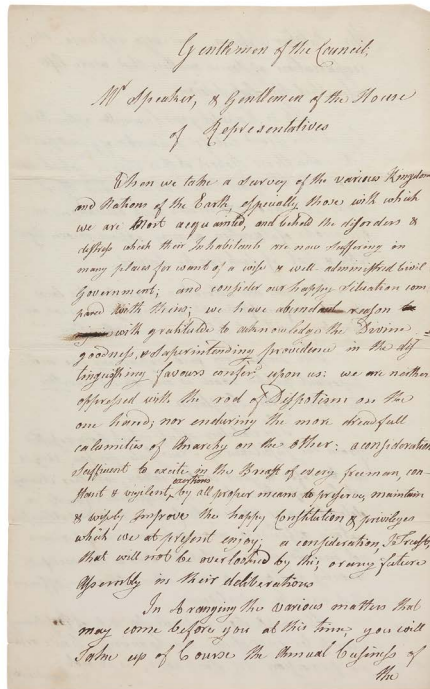 Gentlemen of the Council,
Mr Speaker, & Gentlemen of the House
of Representatives
When we take a survey of the various Kingdoms
and Nations of the Earth, especially those with which
we are most acquainted, and behold the disorders &
distress which their Inhabitants are now suffering in
many places for want of a wise & well administred Civil
Government; and consider our happy Situation com
pared with theirs; we have abundant reason
with gratitude to acknowledge the Divine
goodness, & Superintending providence in the dis-
tinguishing favours confer'd upon us: we are neither
oppressed with the rod of Despotism on the
one hand; nor enduring the more dreadfull
calamities of Anarchy on the other; a consideration
sufficient to excite in the Breast of every freeman, con-
stant & vigilent exertions by all proper means to preserve, maintain
& wisely Improve the happy Constitution & privileges
which we at present enjoy; a consideration, I Trust,
that will not be overlooked by this, or any future
Assembly in their deliberations
In Aranging the various matters that
may come before you at this time, you will
Take up of Course the Annual business of
the